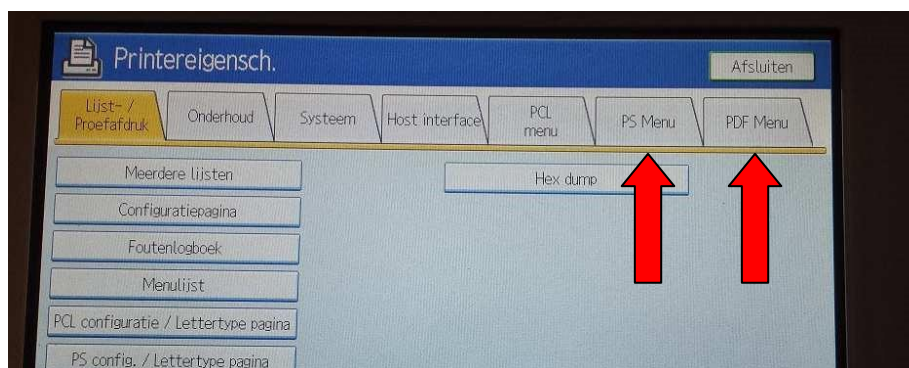 Printereigensch.
Afsluiten
Lijst- /
Proefafdruk
Onderhoud
Systeem
Host interface
PCL
menu
PS Menu
PDF Menu
Meerdere lijsten
Hex dump
Configuratiepagina
Foutenlogboek
Menulijst
PCL configuratie / Lettertype pagina
PS config. / Lettertype pagina